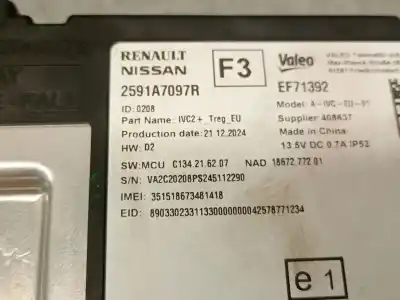 RENAULT
NISSAN
F3
Valeo
2591A7097R
EF71392
ID: 0208
Model: A-IVC-EU-01
Part Name: IVC2+_Treg_EU
Supplier 408437
Production date: 21.12.2024
Made in China
HW: D2
13.5V DC 0.7A IP52
SW:MCU C134.21.62.07 NAD 18672.772 01
S/N: VA2C20208PS245112290
IMEI 351518673481418
EID: 89033023311330000000042578771234
e1